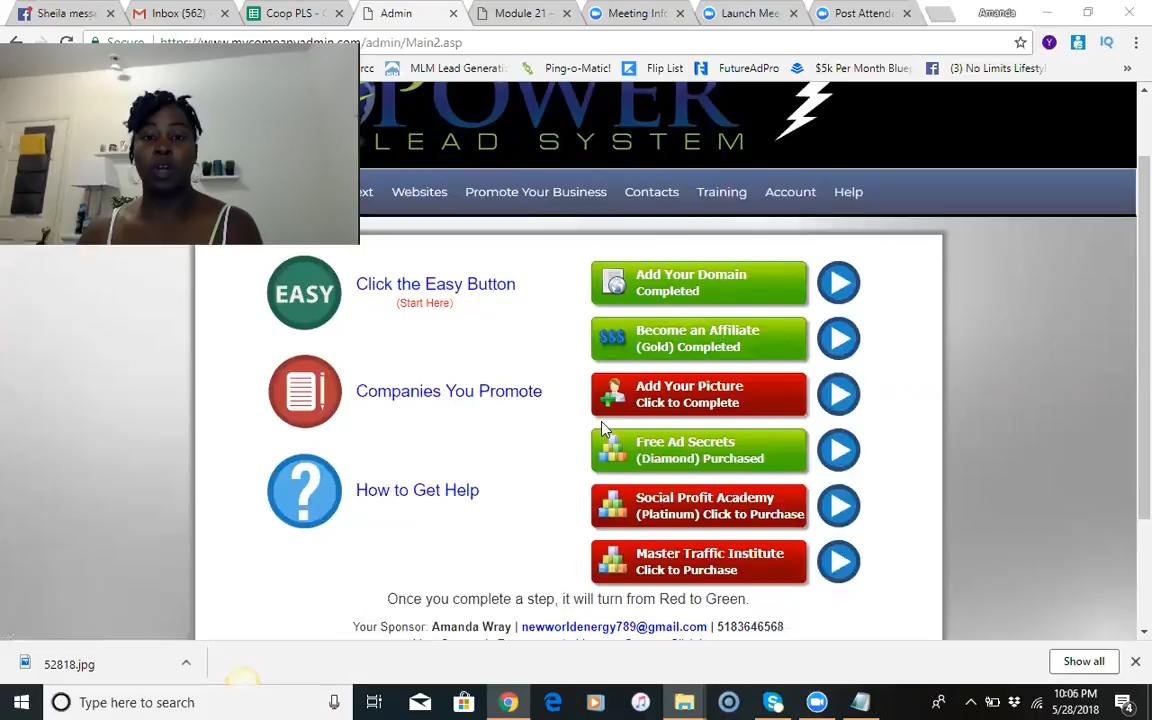 Sheila mess
Inbox (562)
Coop PLS -
Admin
Module 21 –
Meeting Info
Launch Mee
Post Attend
Amanda
Secure
https://www.mycompanyadmin.com/admin/Main2.asp
rcc
MLM Lead Generati
Ping-o-Matic!
Flip List
FutureAdPro
$5k Per Month Blue
(3) No Limits Lifesty
POWER
LEAD SYSTEM
ext
Websites
Promote Your Business
Contacts
Training
Account
Help
EASY
Click the Easy Button
(Start Here)
Companies You Promote
?
How to Get Help
Add Your Domain
Completed
Become an Affiliate
(Gold) Completed
Add Your Picture
Click to Complete
Free Ad Secrets
(Diamond) Purchased
Social Profit Academy
(Platinum) Click to Purchase
Master Traffic Institute
Click to Purchase
Once you complete a step, it will turn from Red to Green.
Your Sponsor: Amanda Wray | newworldenergy789@gmail.com | 5183646568
52818.jpg
Show all
Type here to search
10:06 PM
5/28/2018
4